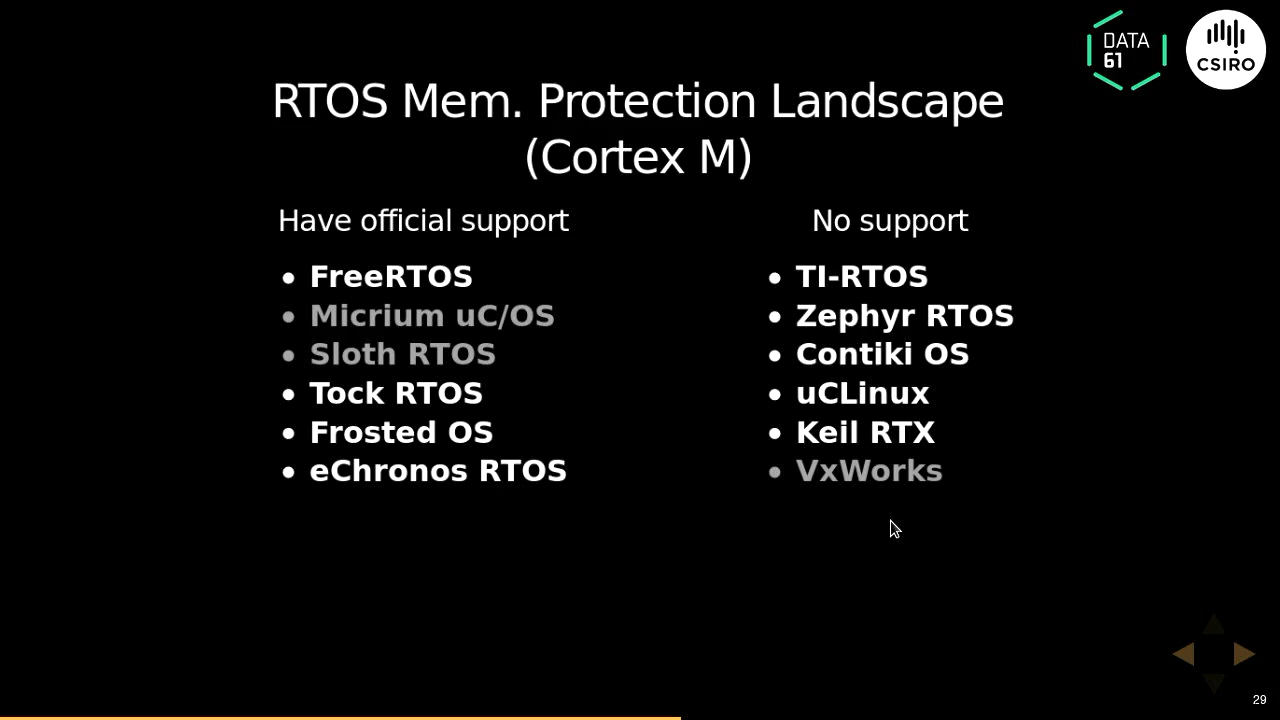 DATA
61
CSIRO
RTOS Mem. Protection Landscape
(Cortex M)
Have official support
• FreeRTOS
• Micrium uC/OS
• Sloth RTOS
• Tock RTOS
• Frosted OS
• eChronos RTOS
No support
• TI-RTOS
• Zephyr RTOS
• Contiki OS
• uCLinux
• Keil RTX
• VxWorks
29